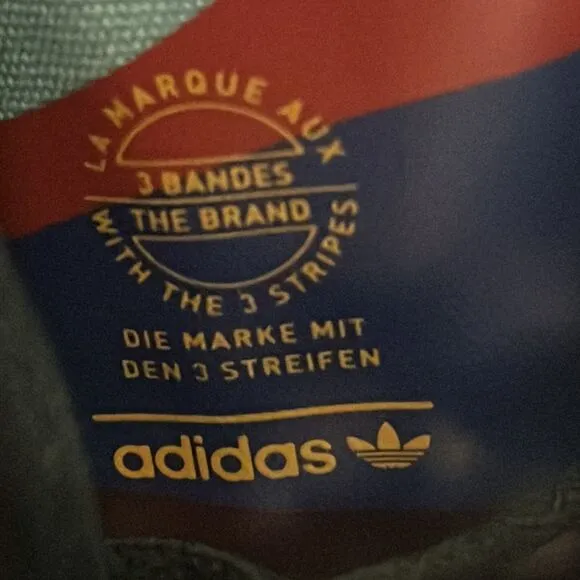 LA MARQUE AUX
3 BANDES
THE BRAND
WITH THE 3 STRIPES
DIE MARKE MIT
DEN 3 STREIFEN
adidas